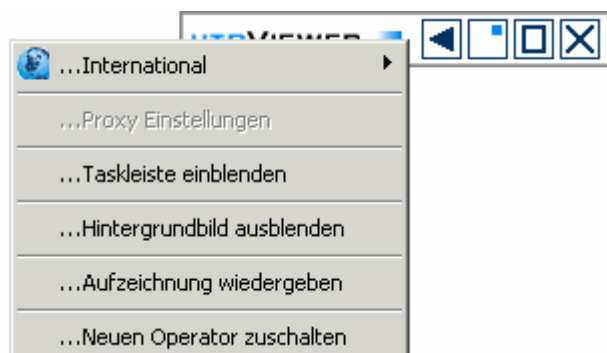 ...International
...Proxy Einstellungen
...Taskleiste einblenden
...Hintergrundbild ausblenden
...Aufzeichnung wiedergeben
...Neuen Operator zuschalten